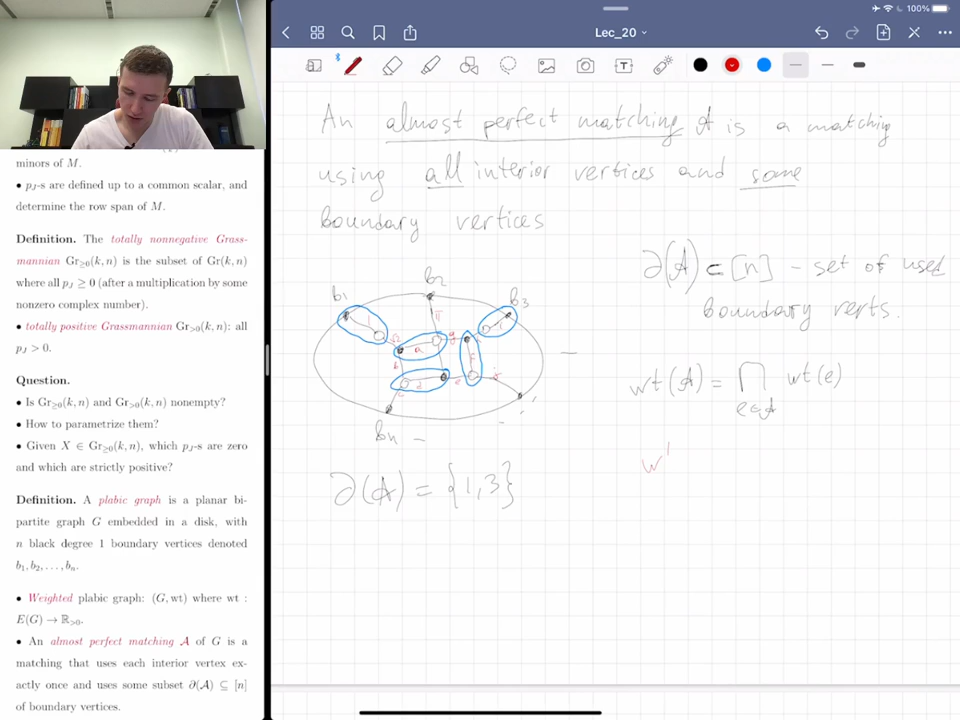 100%
Lec_20
minors of M.
• p_J-s are defined up to a common scalar, and
determine the row span of M.
Definition. The totally nonnegative Grass-
mannian Gr≥0(k, n) is the subset of Gr(k, n)
where all p_J ≥ 0 (after a multiplication by some
nonzero complex number).
• totally positive Grassmannian Gr>0(k, n): all
p_J > 0.
Question.
• Is Gr≥0(k, n) and Gr>0(k, n) nonempty?
• How to parametrize them?
• Given X ∈ Gr≥0(k, n), which p_J-s are zero
and which are strictly positive?
Definition. A plabic graph is a planar bi-
partite graph G embedded in a disk, with
n black degree 1 boundary vertices denoted
b₁, b₂, . . . , bₙ.
• Weighted plabic graph: (G, wt) where wt :
E(G) → ℝ>0.
• An almost perfect matching 𝒜 of G is a
matching that uses each interior vertex ex-
actly once and uses some subset ∂(𝒜) ⊆ [n]
of boundary vertices.
An almost perfect matching 𝒜 is a matching
using all interior vertices and some
boundary vertices
∂(𝒜) ⊂ [n] - set of used
boundary verts.
b₁ b₂ b₃
bₙ
wt(𝒜) = ∏ wt(e)
e∈𝒜
∂(𝒜) = {1,3}